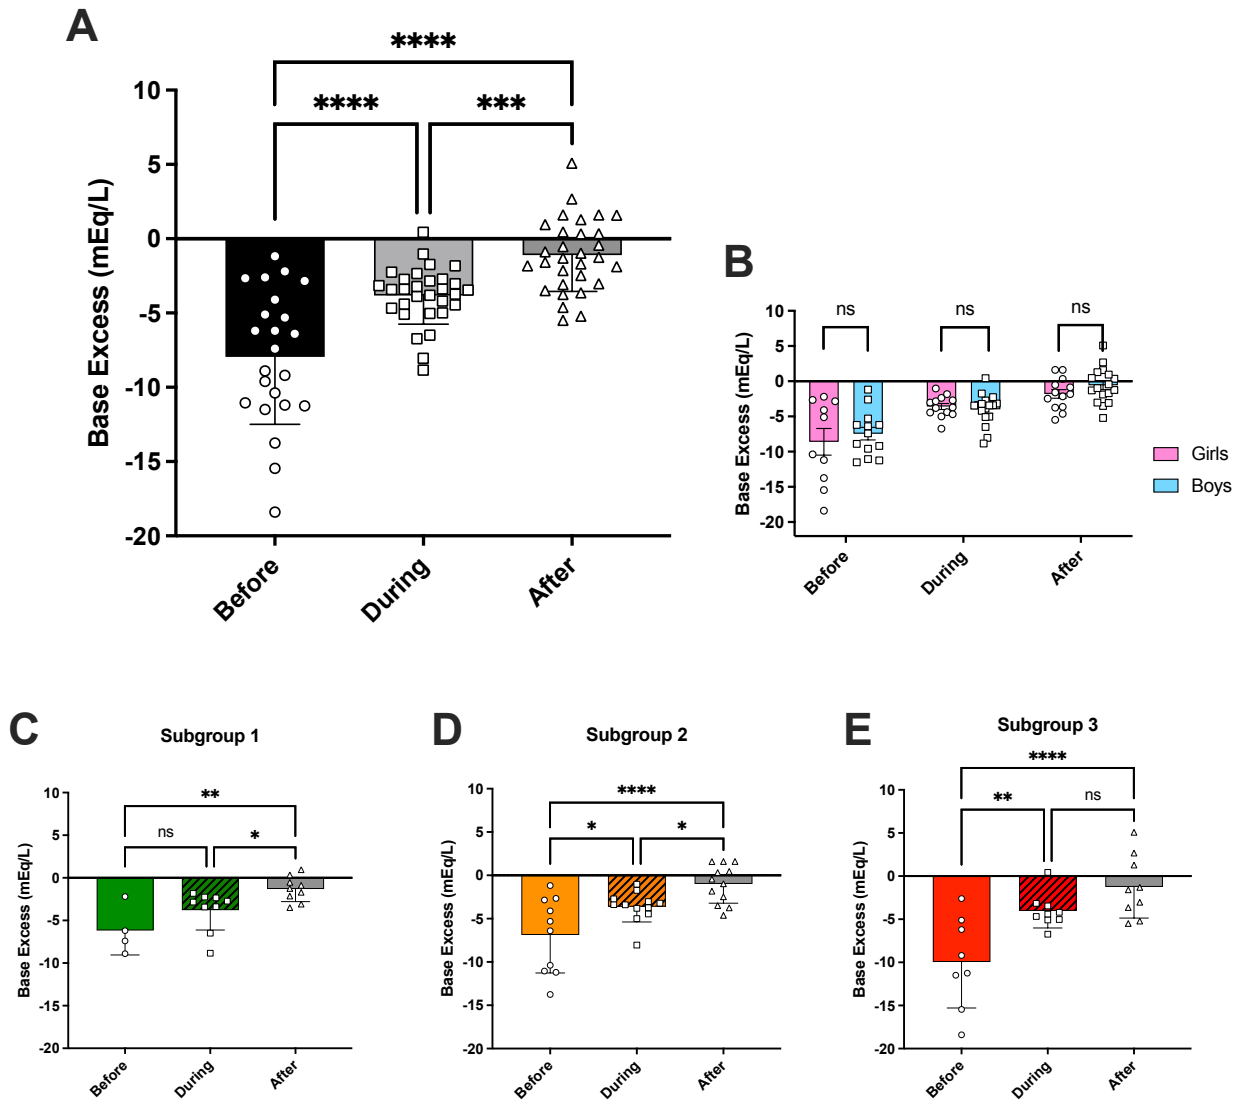 A
****
****
***
10
5
0
-5
-10
-15
-20
Base Excess (mEq/L)
Before
During
After
B
ns
ns
ns
10
5
0
-5
-10
-15
-20
Base Excess (mEq/L)
Before
During
After
Girls
Boys
C
Subgroup 1
**
ns
*
10
5
0
-5
-10
-15
-20
Base Excess (mEq/L)
Before
During
After
D
Subgroup 2
****
*
*
10
5
0
-5
-10
-15
-20
Base Excess (mEq/L)
Before
During
After
E
Subgroup 3
****
**
ns
10
5
0
-5
-10
-15
-20
Base Excess (mEq/L)
Before
During
After